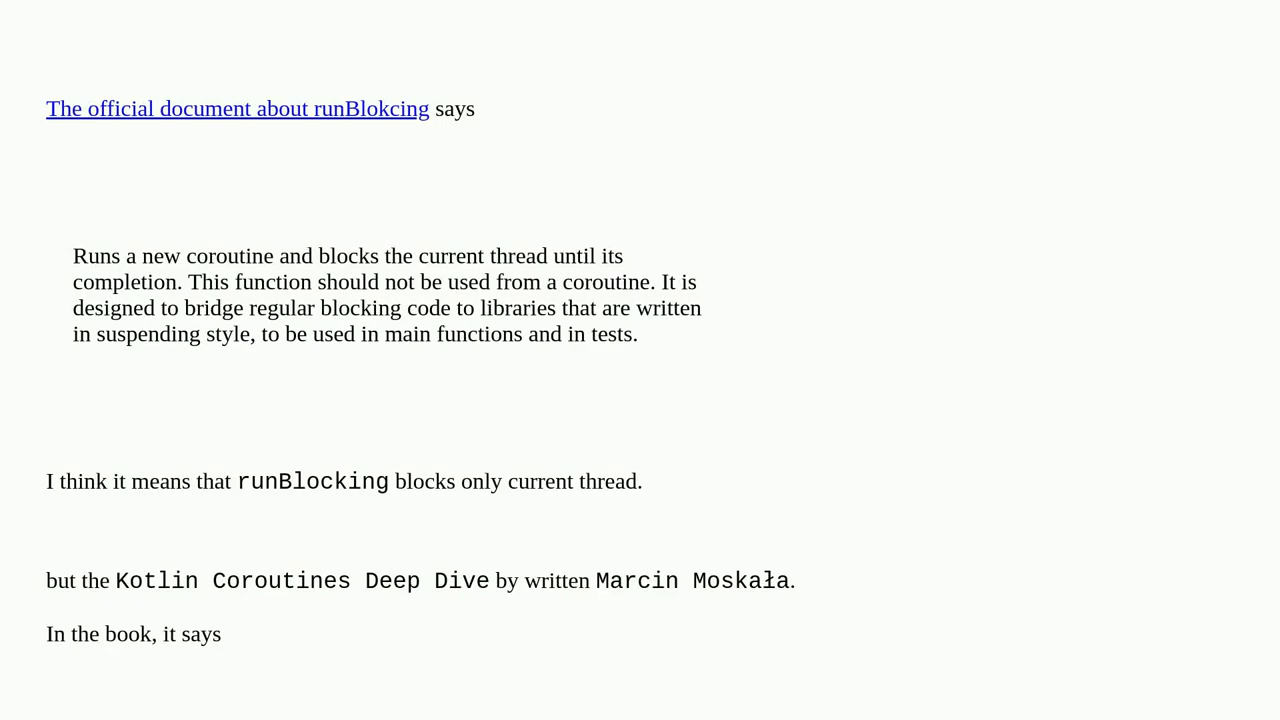 The official document about runBlokcing says
Runs a new coroutine and blocks the current thread until its
completion. This function should not be used from a coroutine. It is
designed to bridge regular blocking code to libraries that are written
in suspending style, to be used in main functions and in tests.
I think it means that runBlocking blocks only current thread.
but the Kotlin Coroutines Deep Dive by written Marcin Moskała.
In the book, it says